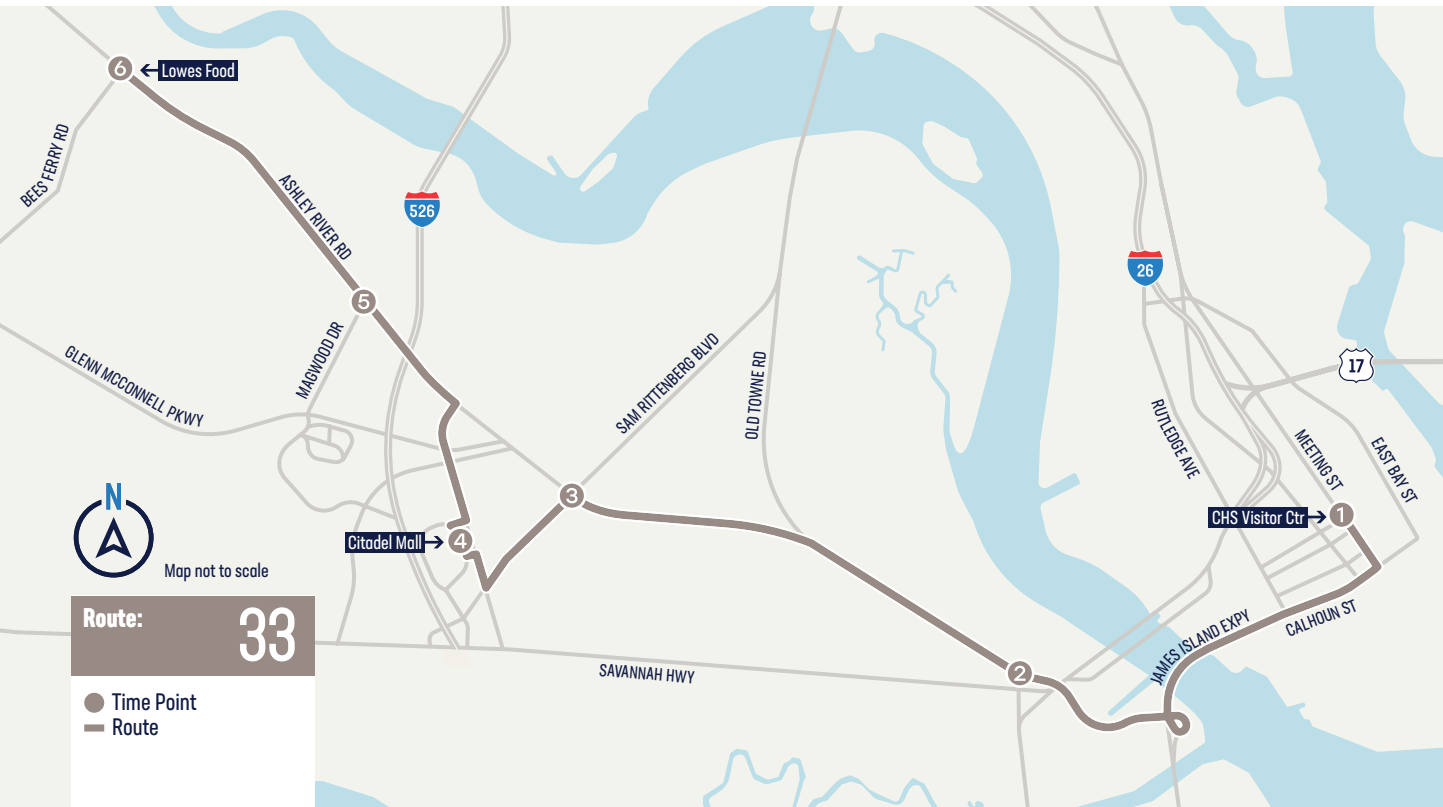 6
Lowes Food
BEES FERRY RD
ASHLEY RIVER RD
526
26
5
MAGWOOD DR
GLENN MCCONNELL PKWY
SAM RITTENBERG BLVD
OLD TOWNE RD
17
RUTLEDGE AVE
MEETING ST
EAST BAY ST
3
CHS Visitor Ctr
1
N
Citadel Mall
4
Map not to scale
Route:
33
JAMES ISLAND EXPY
CALHOUN ST
SAVANNAH HWY
2
Time Point
Route